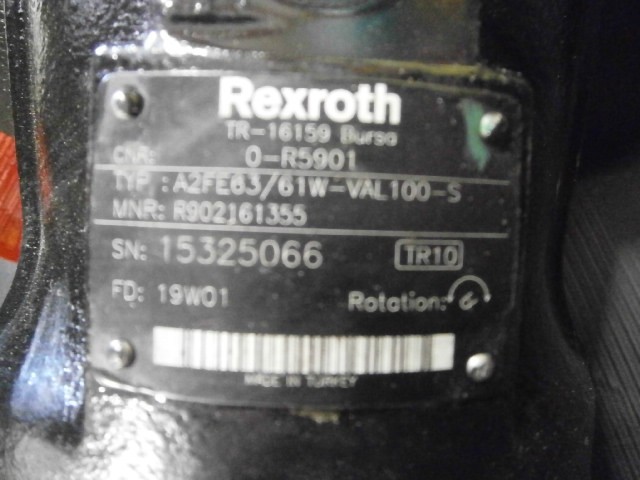 Rexroth
TR-16159 Bursa
CNR: 0-R5901
TYP.: A2FE63/61W-VAL100-S
MNR: R902161355
SN: 15325066 TR10
FD: 19W01 Rotation:
MADE IN TURKEY